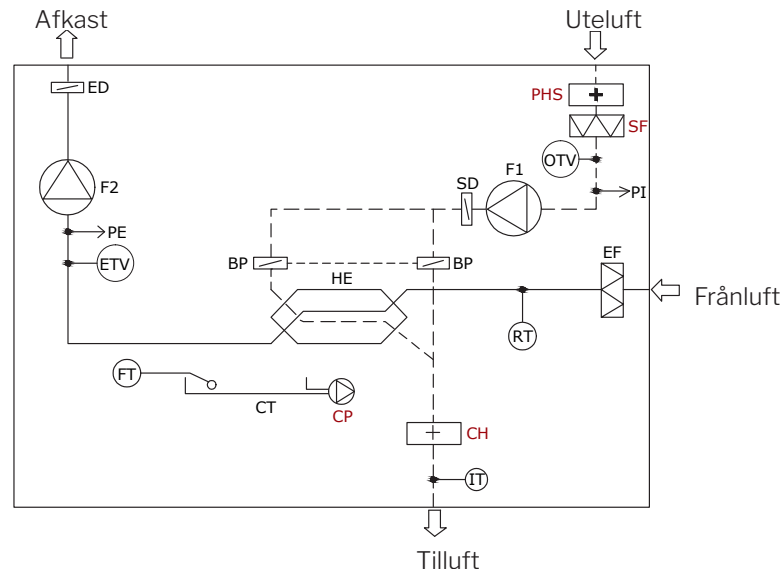 Afkast
Uteluft
ED
PHS
SF
OTV
F1
SD
F2
PI
PE
ETV
BP
BP
EF
HE
Frånluft
RT
FT
CT
CP
CH
IT
Tilluft